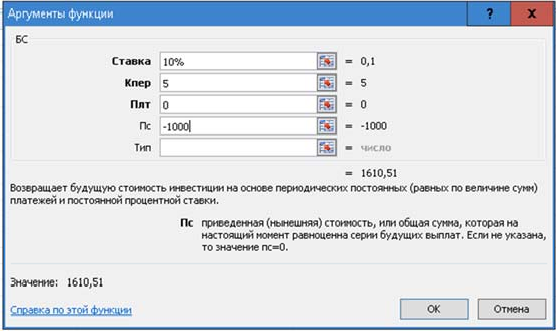 Аргументы функции ? X
БС
Ставка 10% = 0,1
Кпер 5 = 5
Плт 0 = 0
Пс -1000 = -1000
Тип = число
= 1610,51
Возвращает будущую стоимость инвестиции на основе периодических постоянных (равных по величине сумм)
платежей и постоянной процентной ставки.
Пс приведенная (нынешняя) стоимость, или общая сумма, которая на
настоящий момент равноценна серии будущих выплат. Если не указана,
то значение пс=0.
Значение: 1610,51
Справка по этой функции ОК Отмена